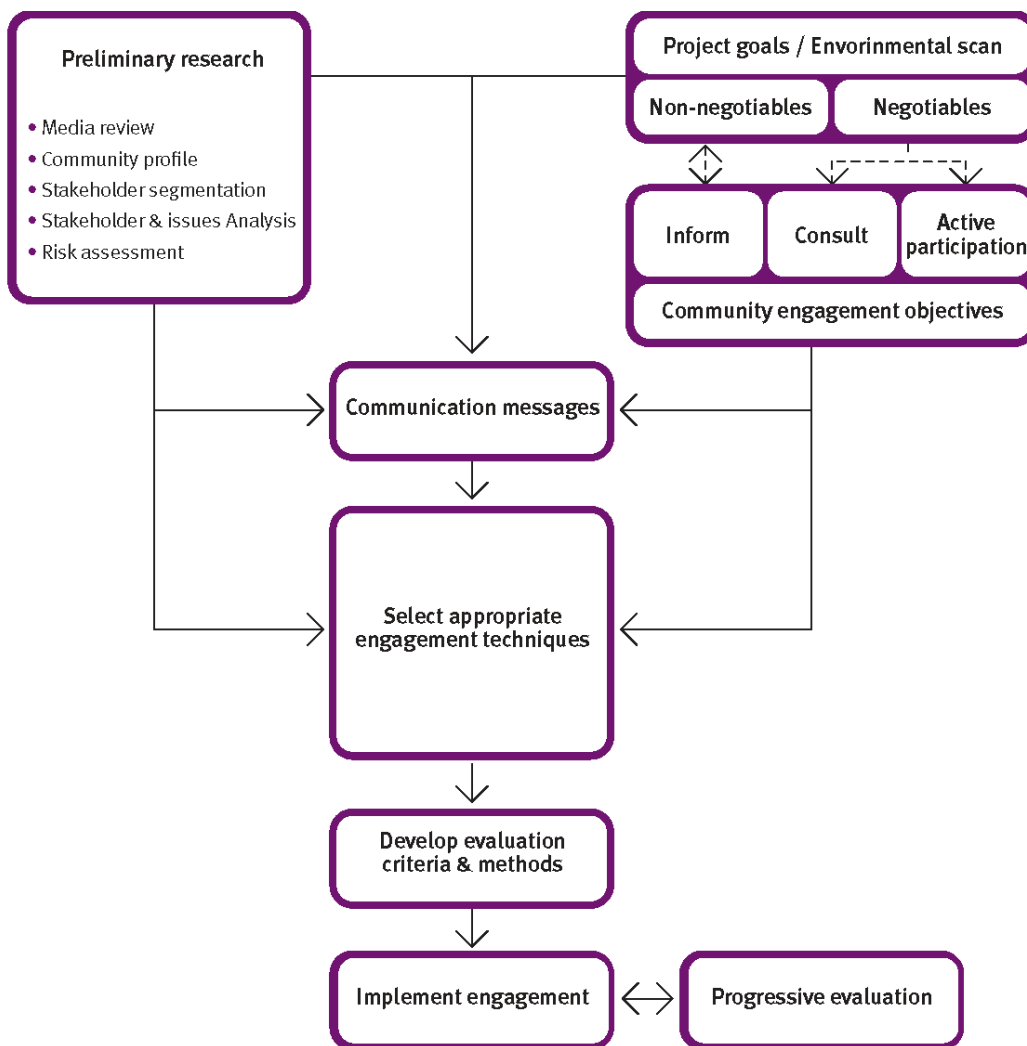 Preliminary research
• Media review
• Community profile
• Stakeholder segmentation
• Stakeholder & issues Analysis
• Risk assessment
Project goals / Envorinmental scan
Non-negotiables
Negotiables
Inform
Consult
Active
participation
Community engagement objectives
Communication messages
Select appropriate
engagement techniques
Develop evaluation
criteria & methods
Implement engagement
Progressive evaluation